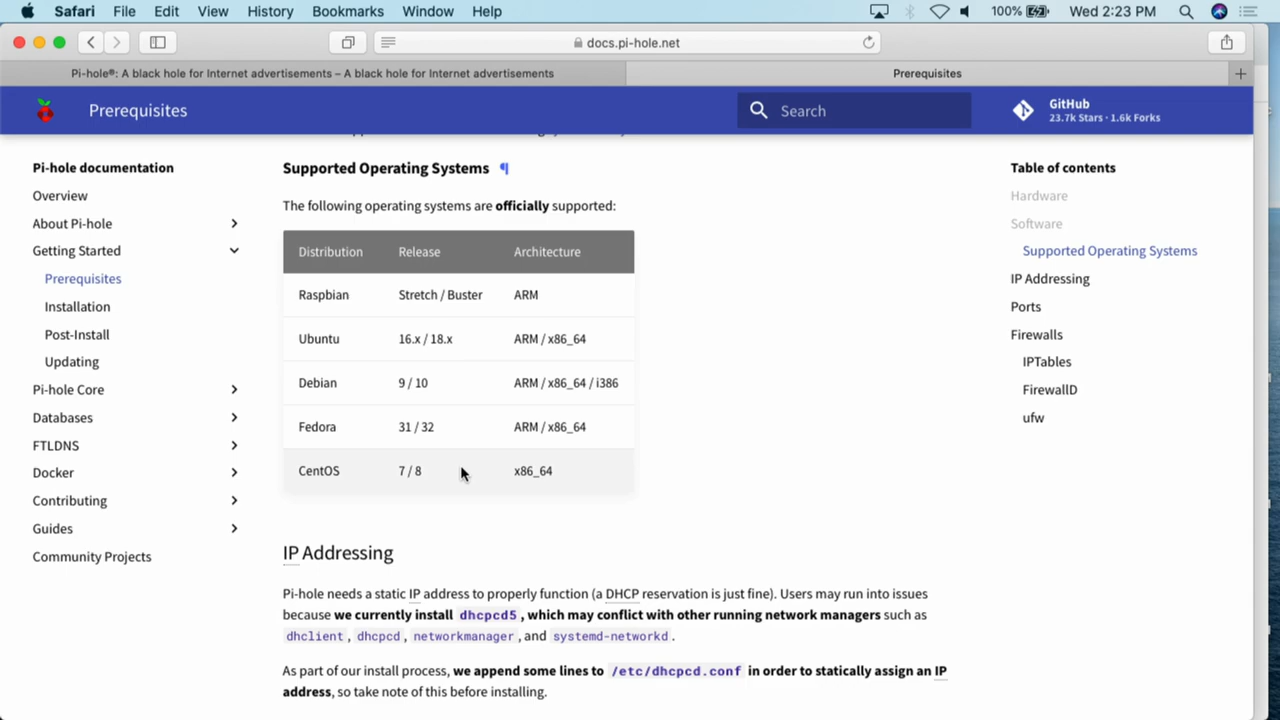 Safari File Edit View History Bookmarks Window Help 100% Wed 2:23 PM
docs.pi-hole.net
Pi-hole®: A black hole for Internet advertisements – A black hole for Internet advertisements
Prerequisites
Prerequisites
Search
GitHub
23.7k Stars · 1.6k Forks
Pi-hole documentation
Overview
About Pi-hole
Getting Started
Prerequisites
Installation
Post-Install
Updating
Pi-hole Core
Databases
FTLDNS
Docker
Contributing
Guides
Community Projects
Supported Operating Systems ¶
The following operating systems are officially supported:
Distribution Release Architecture
Raspbian Stretch / Buster ARM
Ubuntu 16.x / 18.x ARM / x86_64
Debian 9 / 10 ARM / x86_64 / i386
Fedora 31 / 32 ARM / x86_64
CentOS 7 / 8 x86_64
IP Addressing
Pi-hole needs a static IP address to properly function (a DHCP reservation is just fine). Users may run into issues
because we currently install dhcpcd5, which may conflict with other running network managers such as
dhclient, dhcpcd, networkmanager, and systemd-networkd.
As part of our install process, we append some lines to /etc/dhcpcd.conf in order to statically assign an IP
address, so take note of this before installing.
Table of contents
Hardware
Software
Supported Operating Systems
IP Addressing
Ports
Firewalls
IPTables
FirewallD
ufw